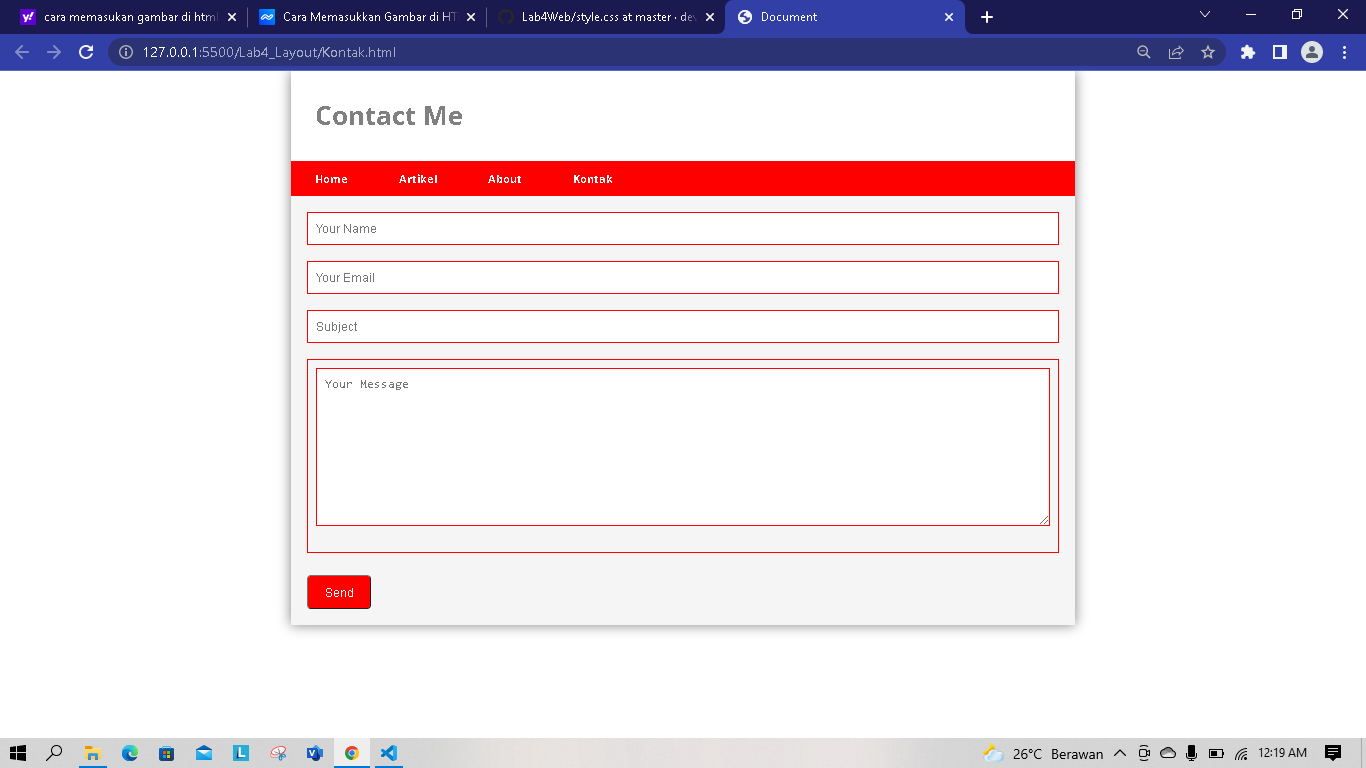 cara memasukan gambar di html
Cara Memasukkan Gambar di HT
Lab4Web/style.css at master · dev
Document
127.0.0.1:5500/Lab4_Layout/Kontak.html
Contact Me
Home Artikel About Kontak
Your Name
Your Email
Subject
Your Message
Send
26°C Berawan 12:19 AM